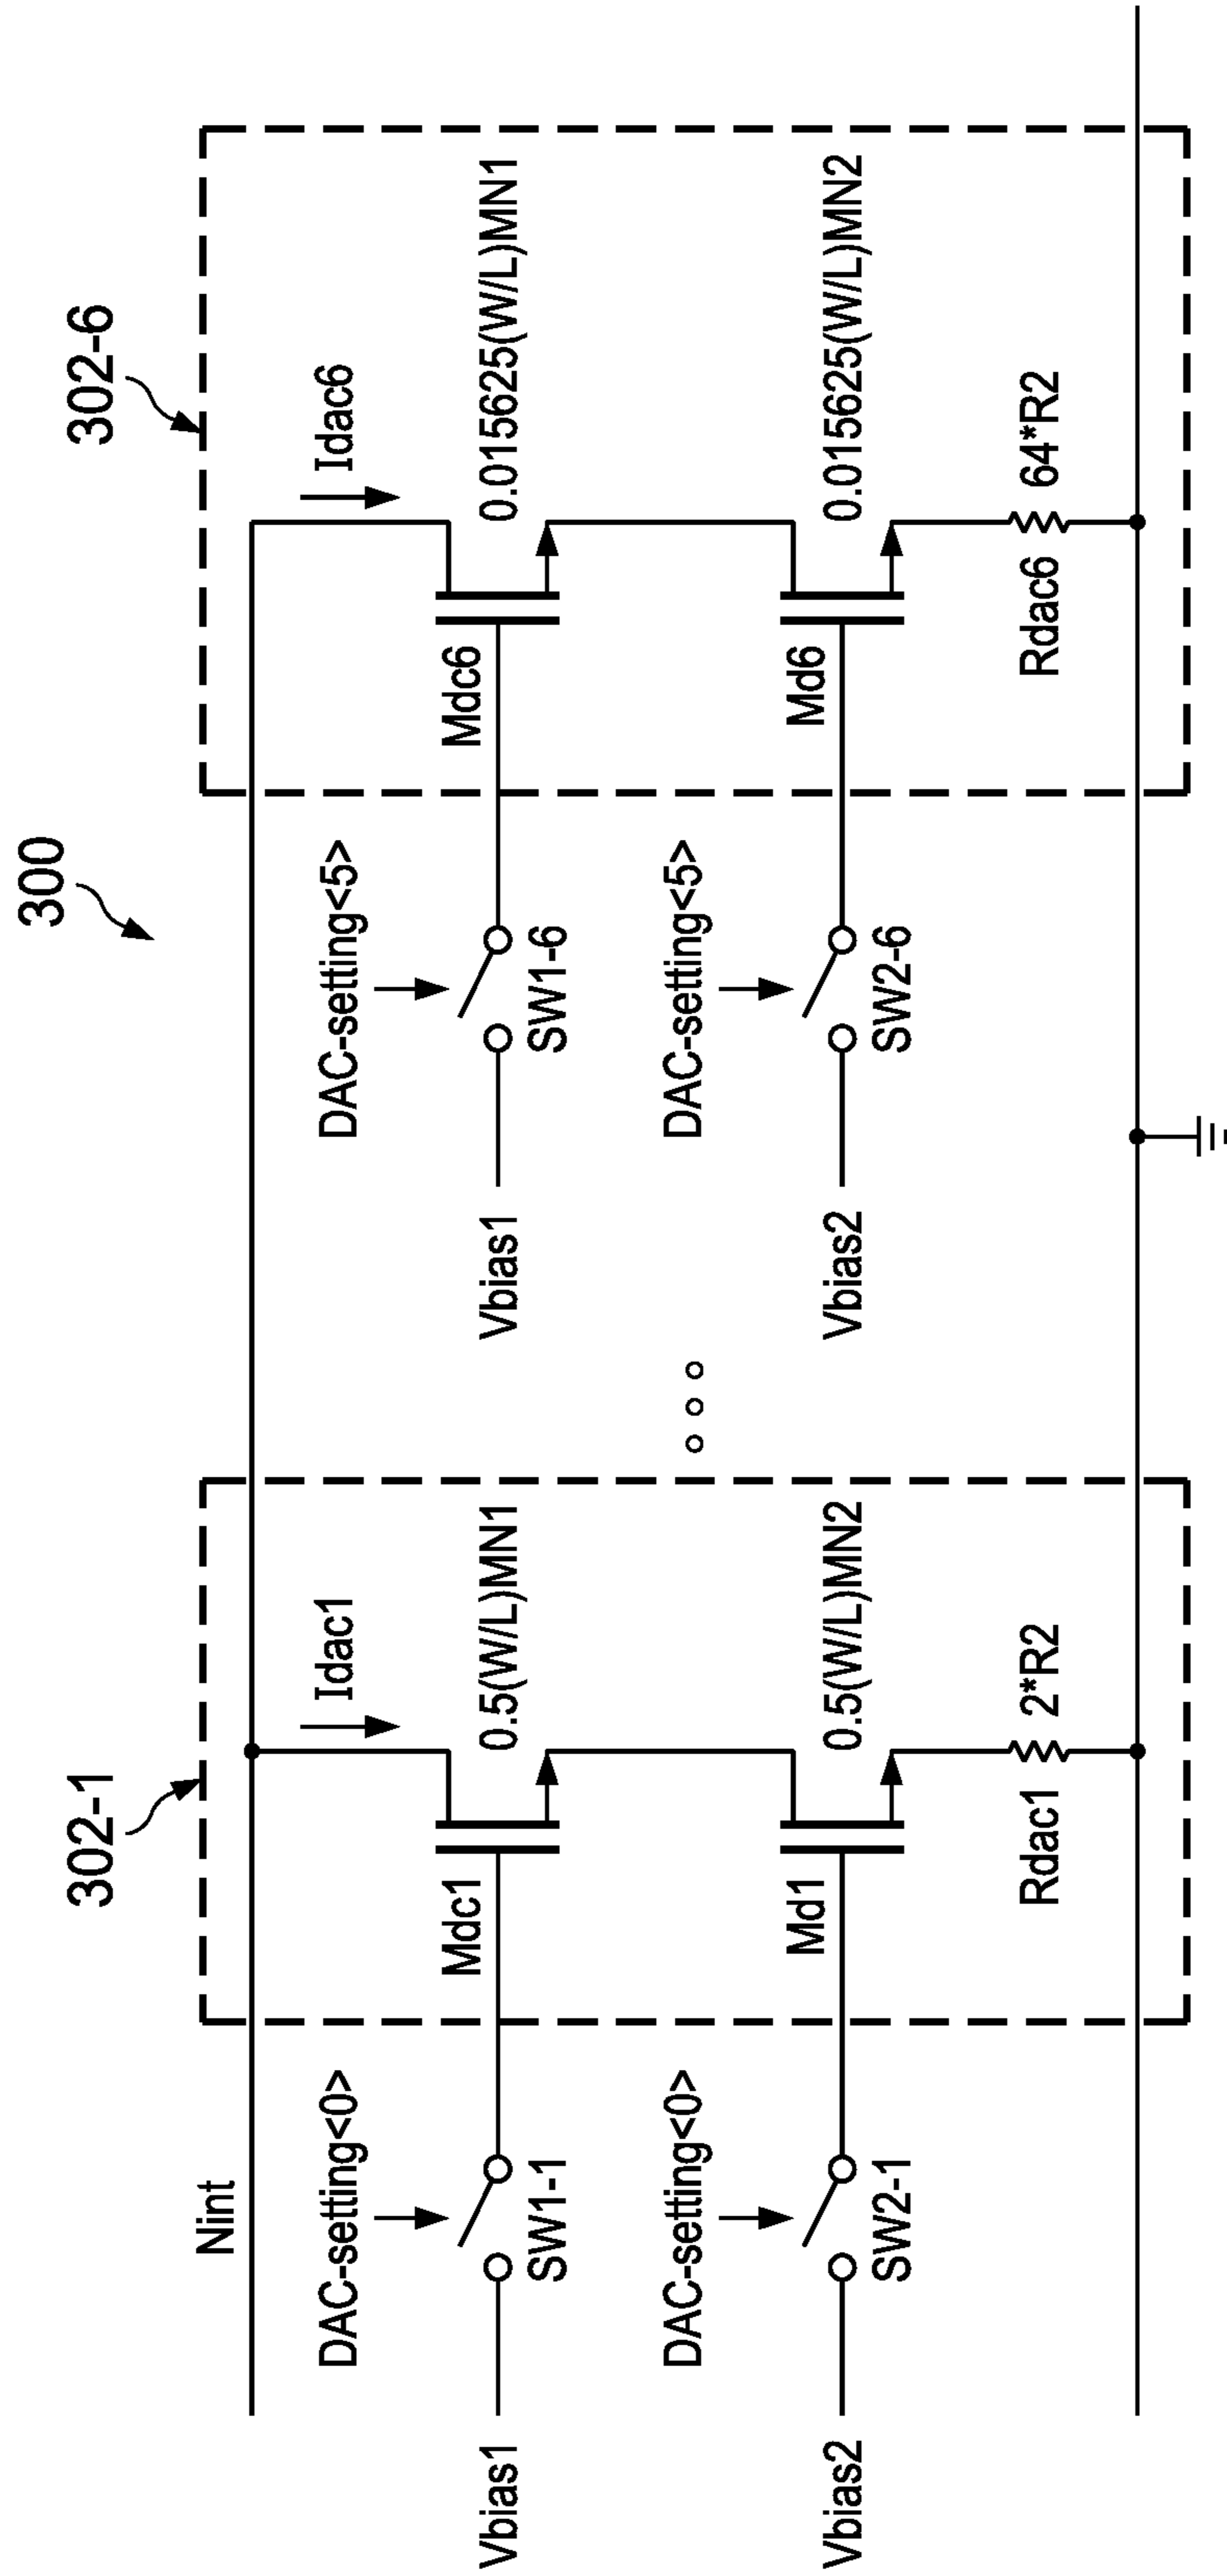 300
302-1
302-6
Nint
Idac1
Idac6
DAC-setting<0>
DAC-setting<5>
Vbias1
SW1-1
Mdc1
0.5(W/L)MN1
Vbias1
SW1-6
Mdc6
0.015625(W/L)MN1
DAC-setting<0>
DAC-setting<5>
Vbias2
SW2-1
Md1
0.5(W/L)MN2
Vbias2
SW2-6
Md6
0.015625(W/L)MN2
Rdac1
2*R2
Rdac6
64*R2